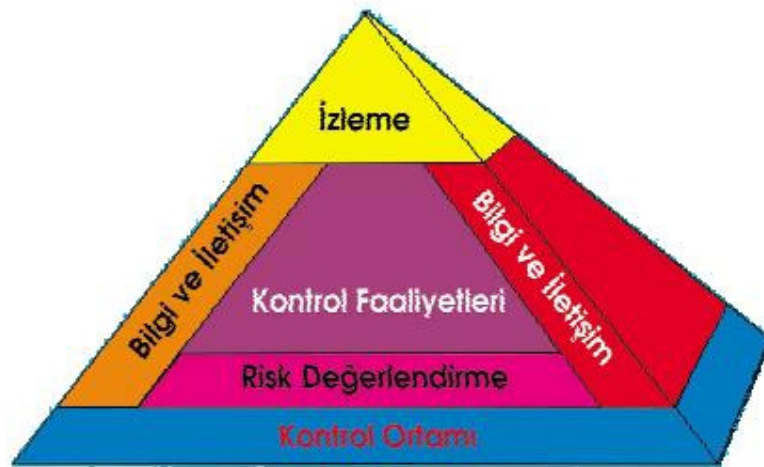 İzleme
Bilgi ve İletişim
Bilgi ve İletişim
Kontrol Faaliyetleri
Risk Değerlendirme
Kontrol Ortamı